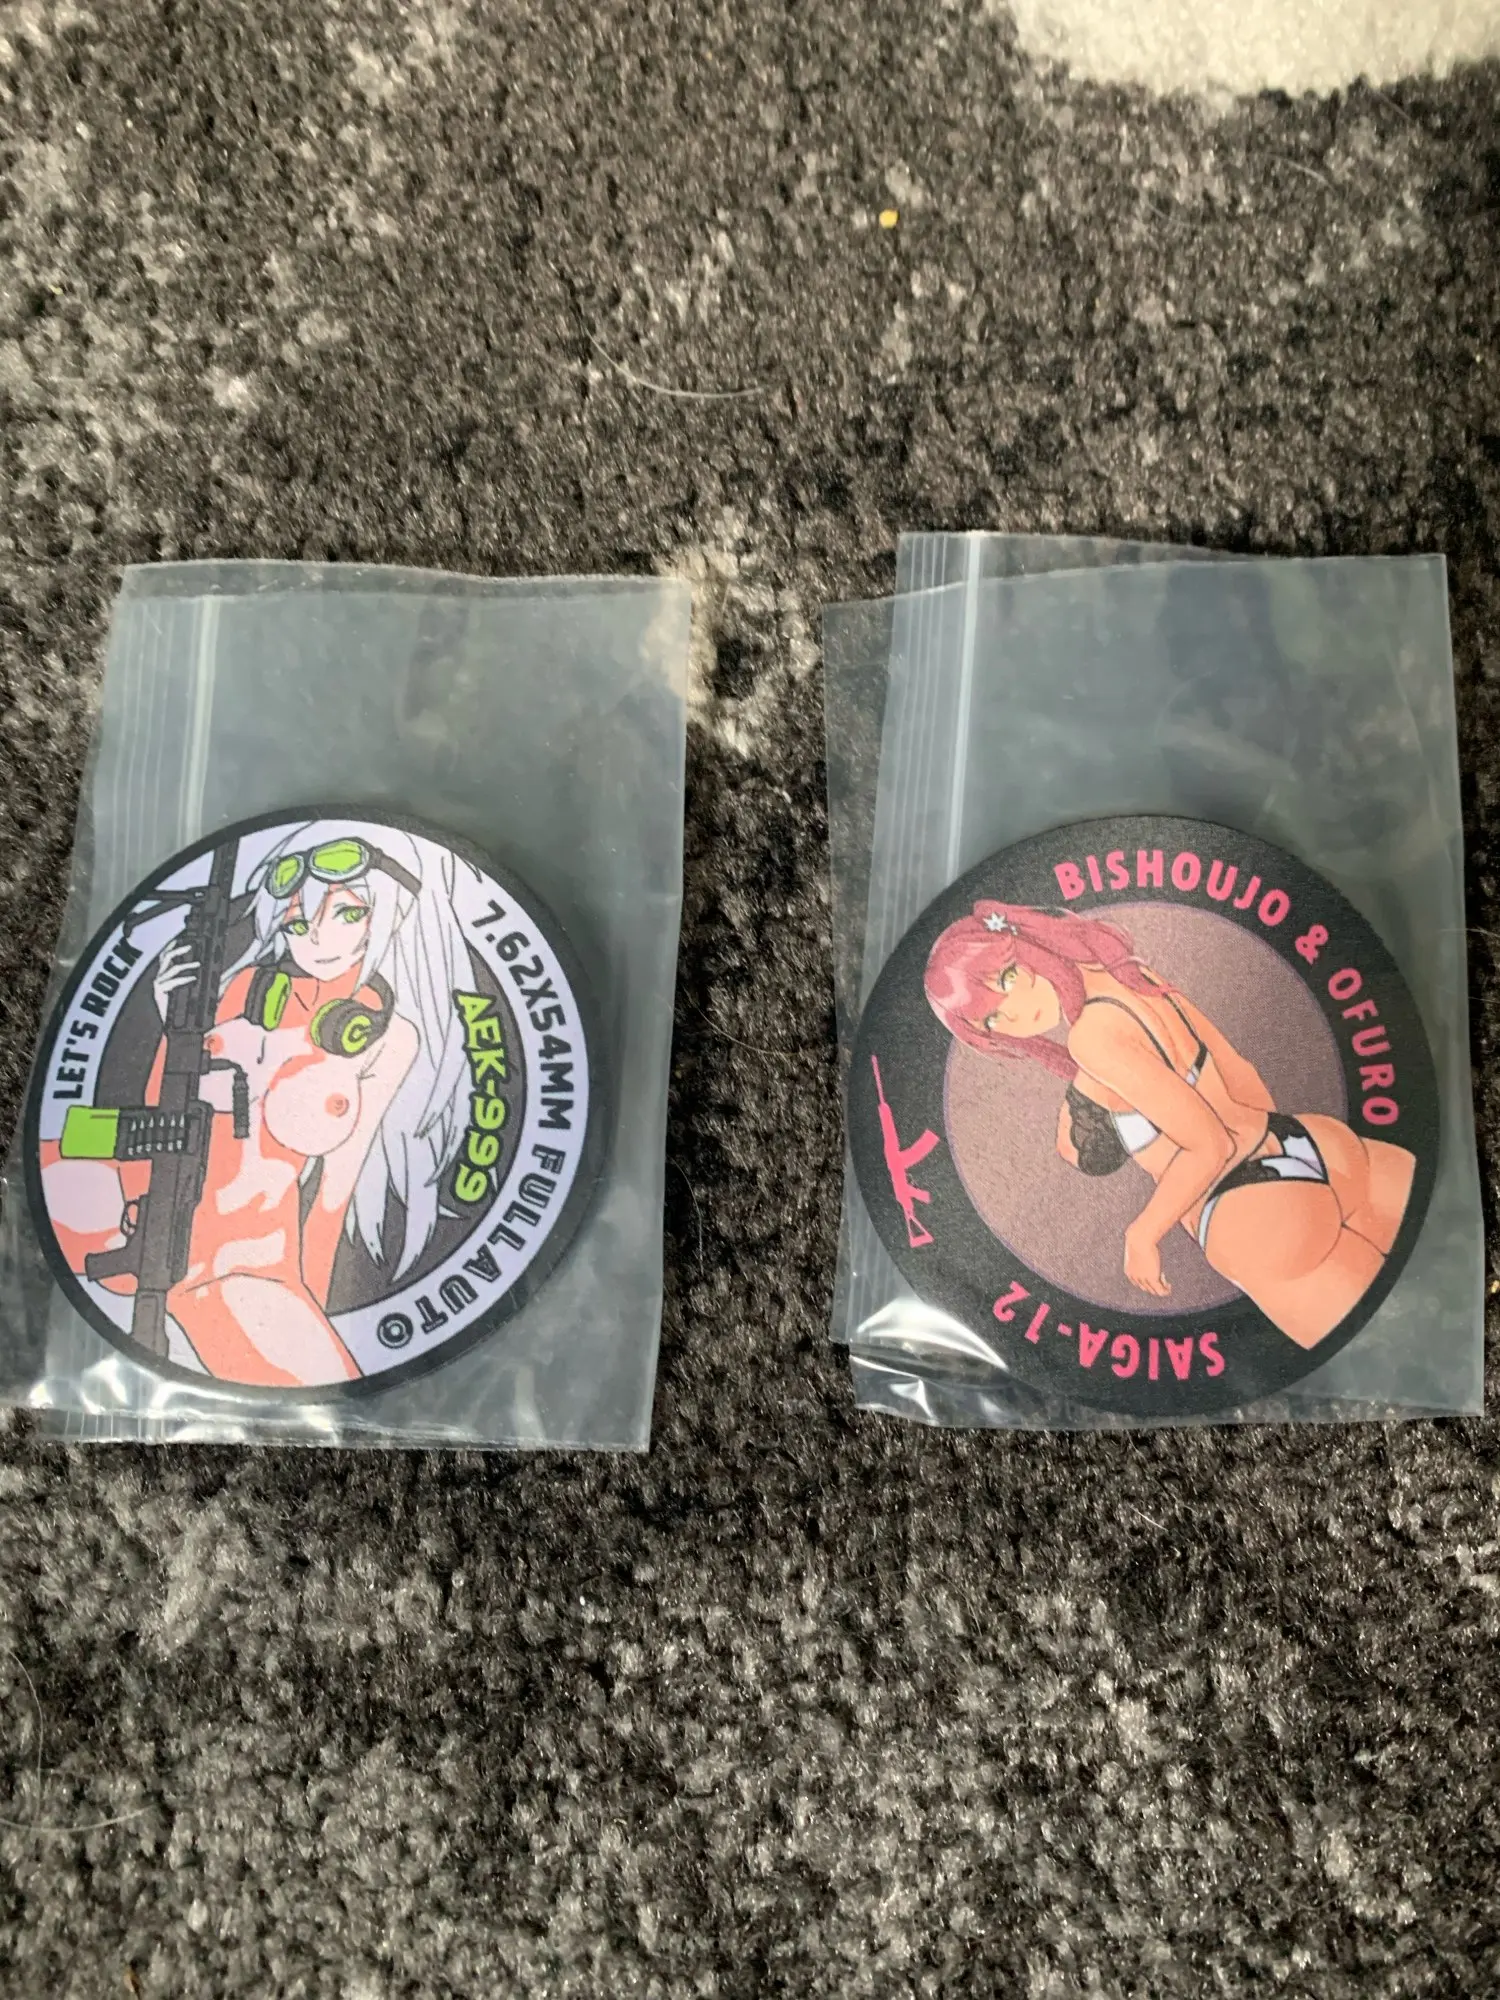 LET'S ROCK
7.62X54MM FULLAUTO
AEK-999
BISHOUJO & OFURO
SAIGA-12